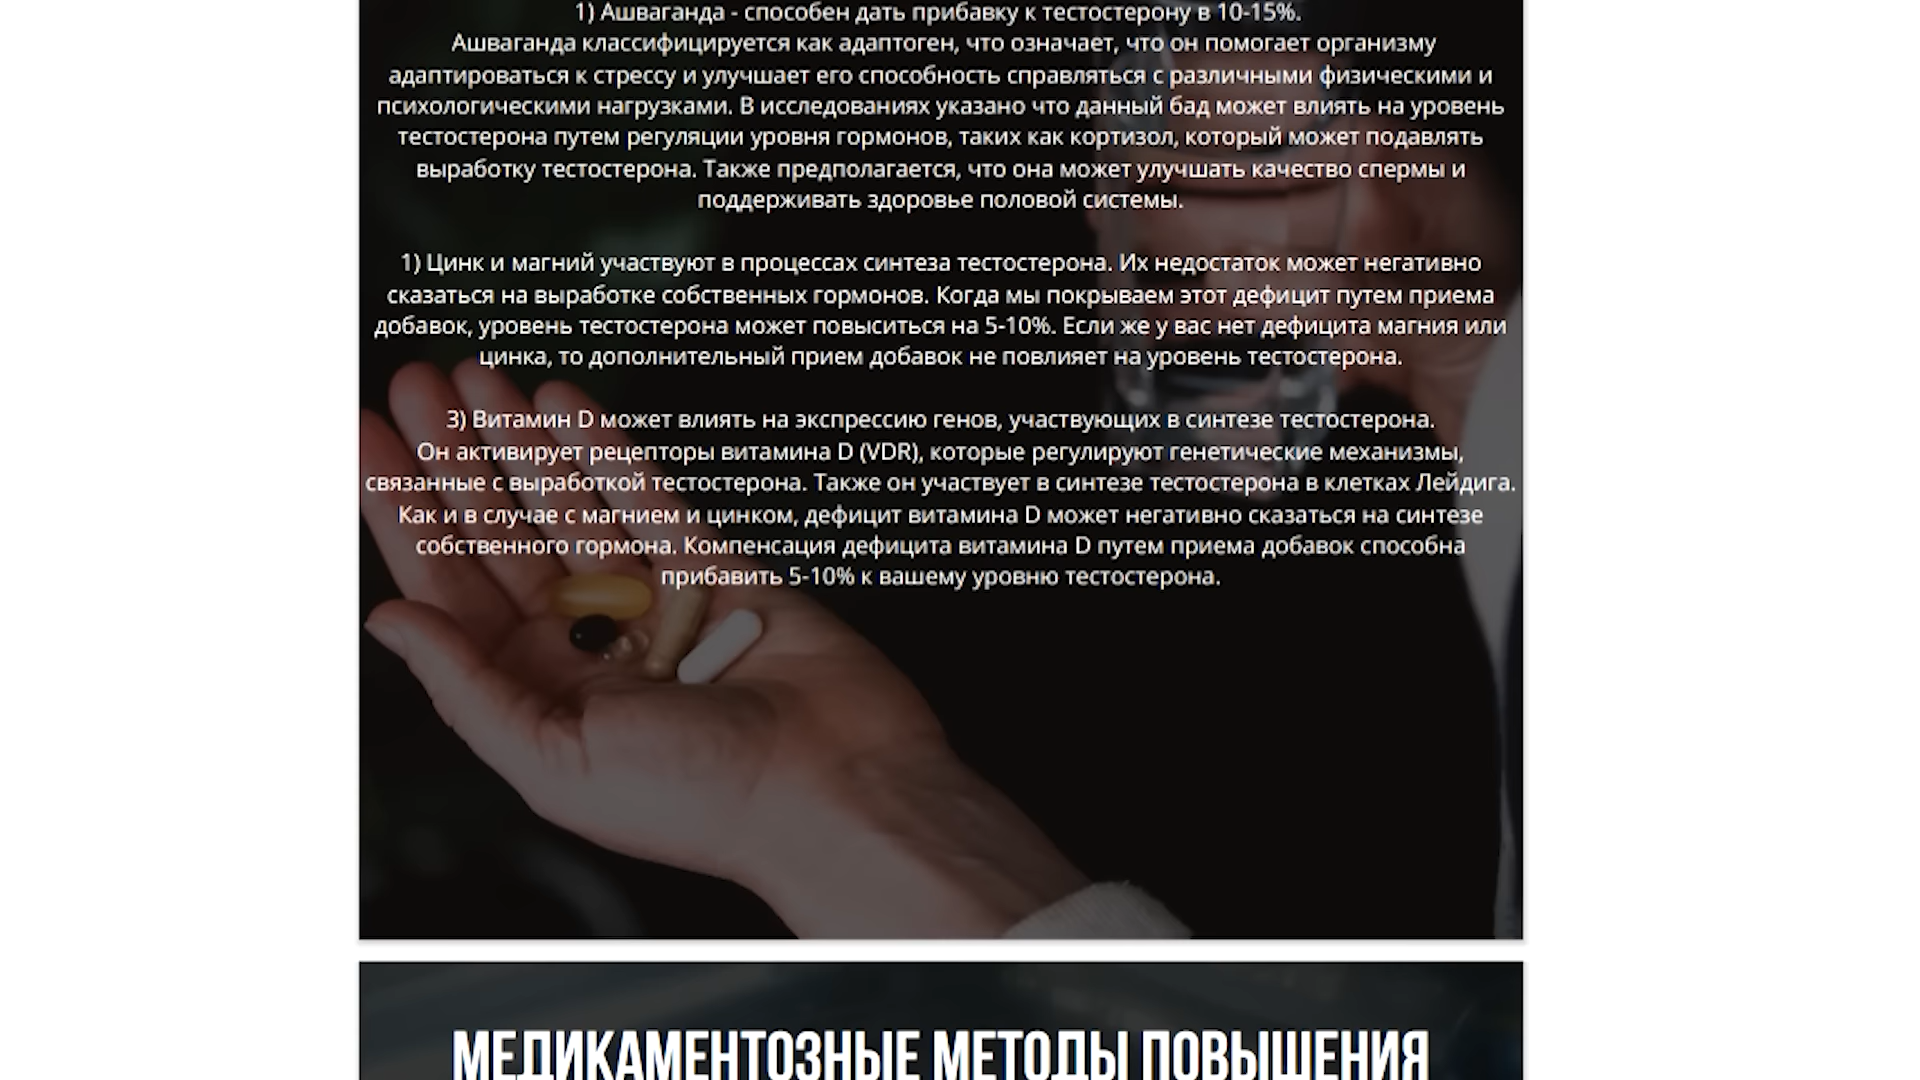 1) Ашваганда - способен дать прибавку к тестостерону в 10-15%.
Ашваганда классифицируется как адаптоген, что означает, что он помогает организму
адаптироваться к стрессу и улучшает его способность справляться с различными физическими и
психологическими нагрузками. В исследованиях указано что данный бад может влиять на уровень
тестостерона путем регуляции уровня гормонов, таких как кортизол, который может подавлять
выработку тестостерона. Также предполагается, что она может улучшать качество спермы и
поддерживать здоровье половой системы.
1) Цинк и магний участвуют в процессах синтеза тестостерона. Их недостаток может негативно
сказаться на выработке собственных гормонов. Когда мы покрываем этот дефицит путем приема
добавок, уровень тестостерона может повыситься на 5-10%. Если же у вас нет дефицита магния или
цинка, то дополнительный прием добавок не повлияет на уровень тестостерона.
3) Витамин D может влиять на экспрессию генов, участвующих в синтезе тестостерона.
Он активирует рецепторы витамина D (VDR), которые регулируют генетические механизмы,
связанные с выработкой тестостерона. Также он участвует в синтезе тестостерона в клетках Лейдига.
Как и в случае с магнием и цинком, дефицит витамина D может негативно сказаться на синтезе
собственного гормона. Компенсация дефицита витамина D путем приема добавок способна
прибавить 5-10% к вашему уровню тестостерона.
МЕДИКАМЕНТОЗНЫЕ МЕТОДЫ ПОВЫШЕНИЯ